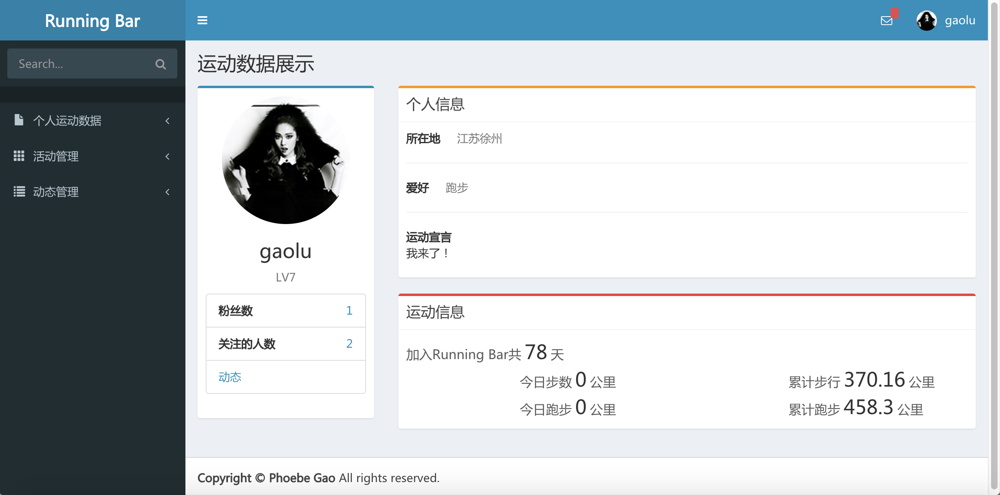 Running Bar
gaolu
Search...
个人运动数据
活动管理
动态管理
运动数据展示
gaolu
LV7
粉丝数 1
关注的人数 2
动态
个人信息
所在地 江苏徐州
爱好 跑步
运动宣言
我来了！
运动信息
加入Running Bar共 78 天
今日步数 0 公里 累计步行 370.16 公里
今日跑步 0 公里 累计跑步 458.3 公里
Copyright © Phoebe Gao All rights reserved.